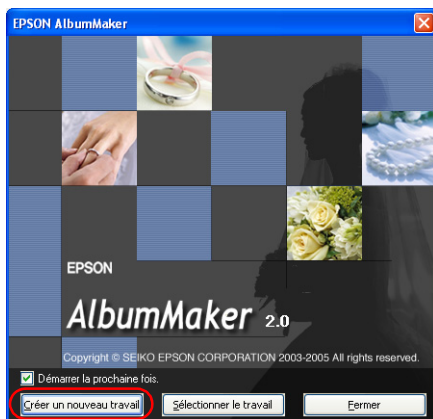 EPSON AlbumMaker
EPSON
AlbumMaker 2.0
Copyright © SEIKO EPSON CORPORATION 2003-2005 All rights reserved.
Démarrer la prochaine fois.
Créer un nouveau travail Sélectionner le travail Fermer